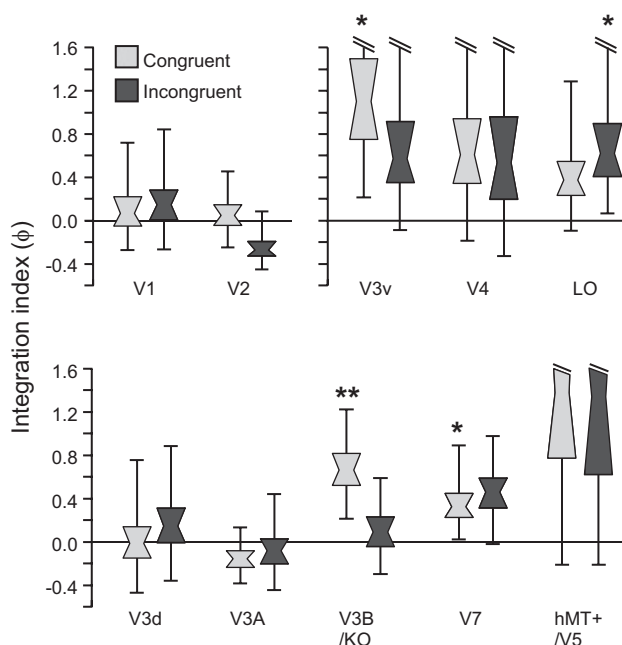 Integration index (ϕ)
1.6
1.2
0.8
0.4
0.0
-0.4
Congruent
Incongruent
*
*
V1
V2
V3v
V4
LO
1.6
1.2
0.8
0.4
0.0
-0.4
**
*
V3d
V3A
V3B
/KO
V7
hMT+
/V5